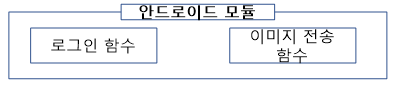 안드로이드 모듈
로그인 함수
이미지 전송
함수